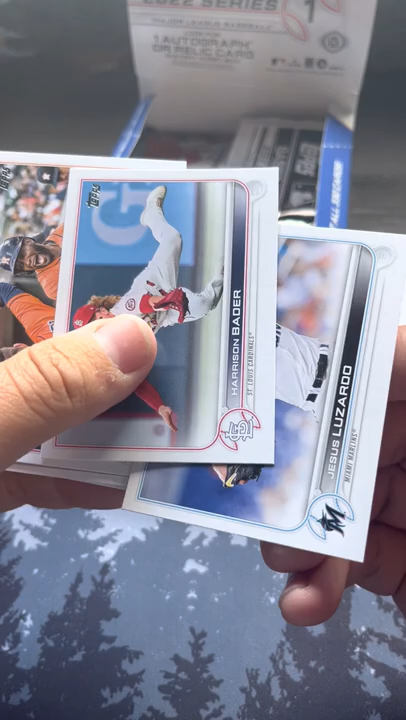 2022 SERIES 1
MAJOR LEAGUE BASEBALL
1 AUTOGRAPH
OR RELIC CARD
TOPPS
TOPPS
HARRISON BADER
ST. LOUIS CARDINALS®
JESUS LUZARDO
MIAMI MARLINS®